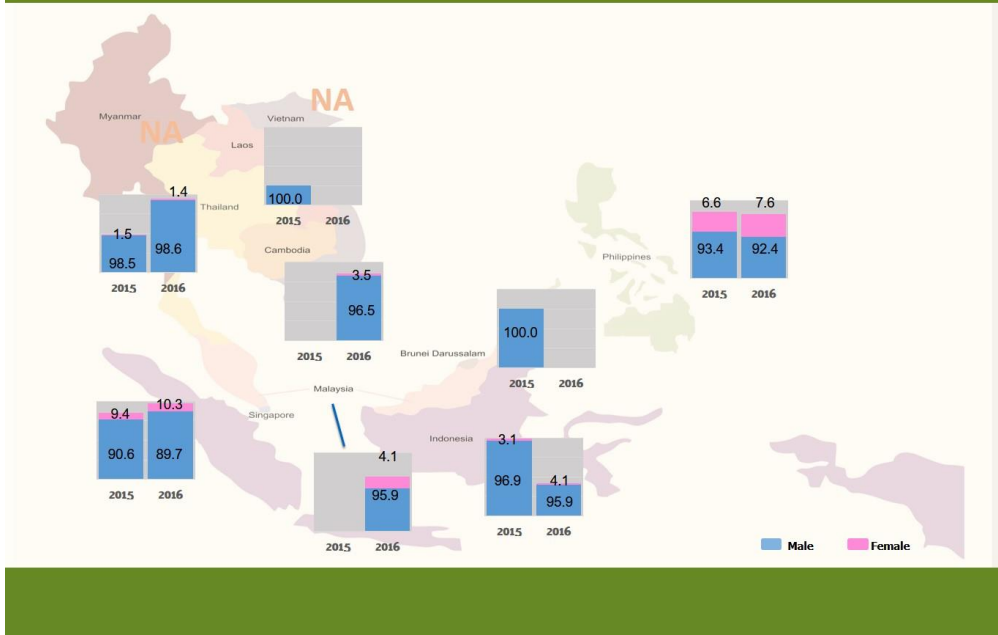 NA
Myanmar
Vietnam
NA
Laos
100.0
2015 2016
1.4
Thailand
1.5
98.6
98.5
2015 2016
Cambodia
3.5
96.5
2015 2016
6.6 7.6
Philippines
93.4 92.4
2015 2016
100.0
Brunei Darussalam
2015 2016
Malaysia
Singapore
9.4 10.3
90.6 89.7
2015 2016
4.1
95.9
2015 2016
Indonesia
3.1
4.1
96.9
95.9
2015 2016
Male Female